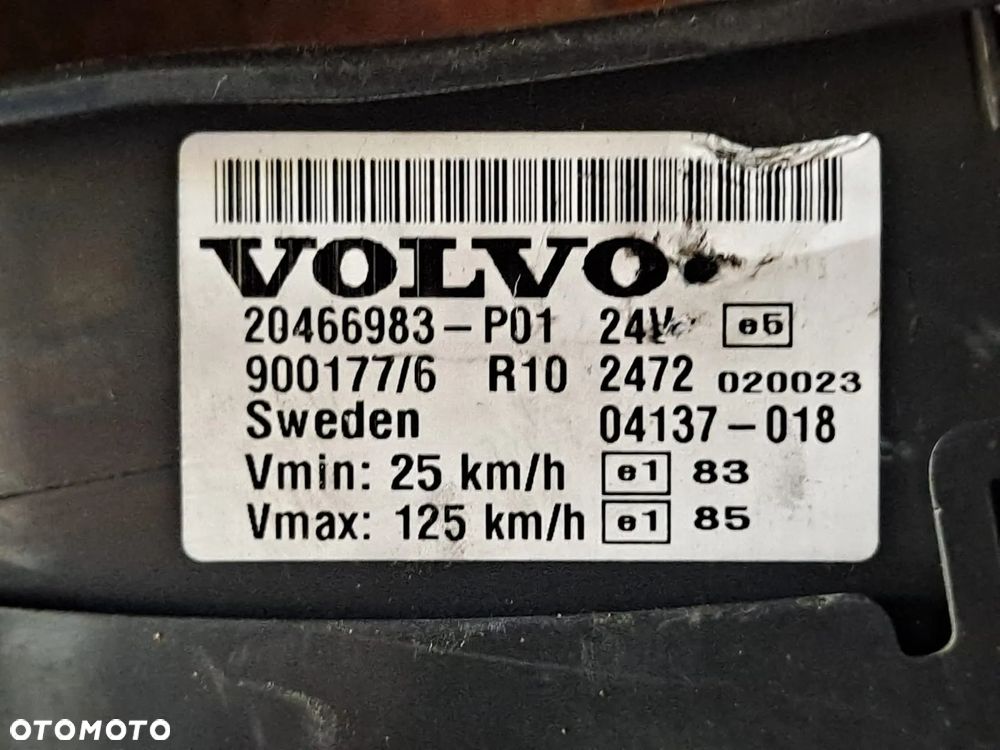 VOLVO
20466983-P01 24V e5
900177/6 R10 2472 020023
Sweden 04137-018
Vmin: 25 km/h e1 83
Vmax: 125 km/h e1 85
OTOMOTO